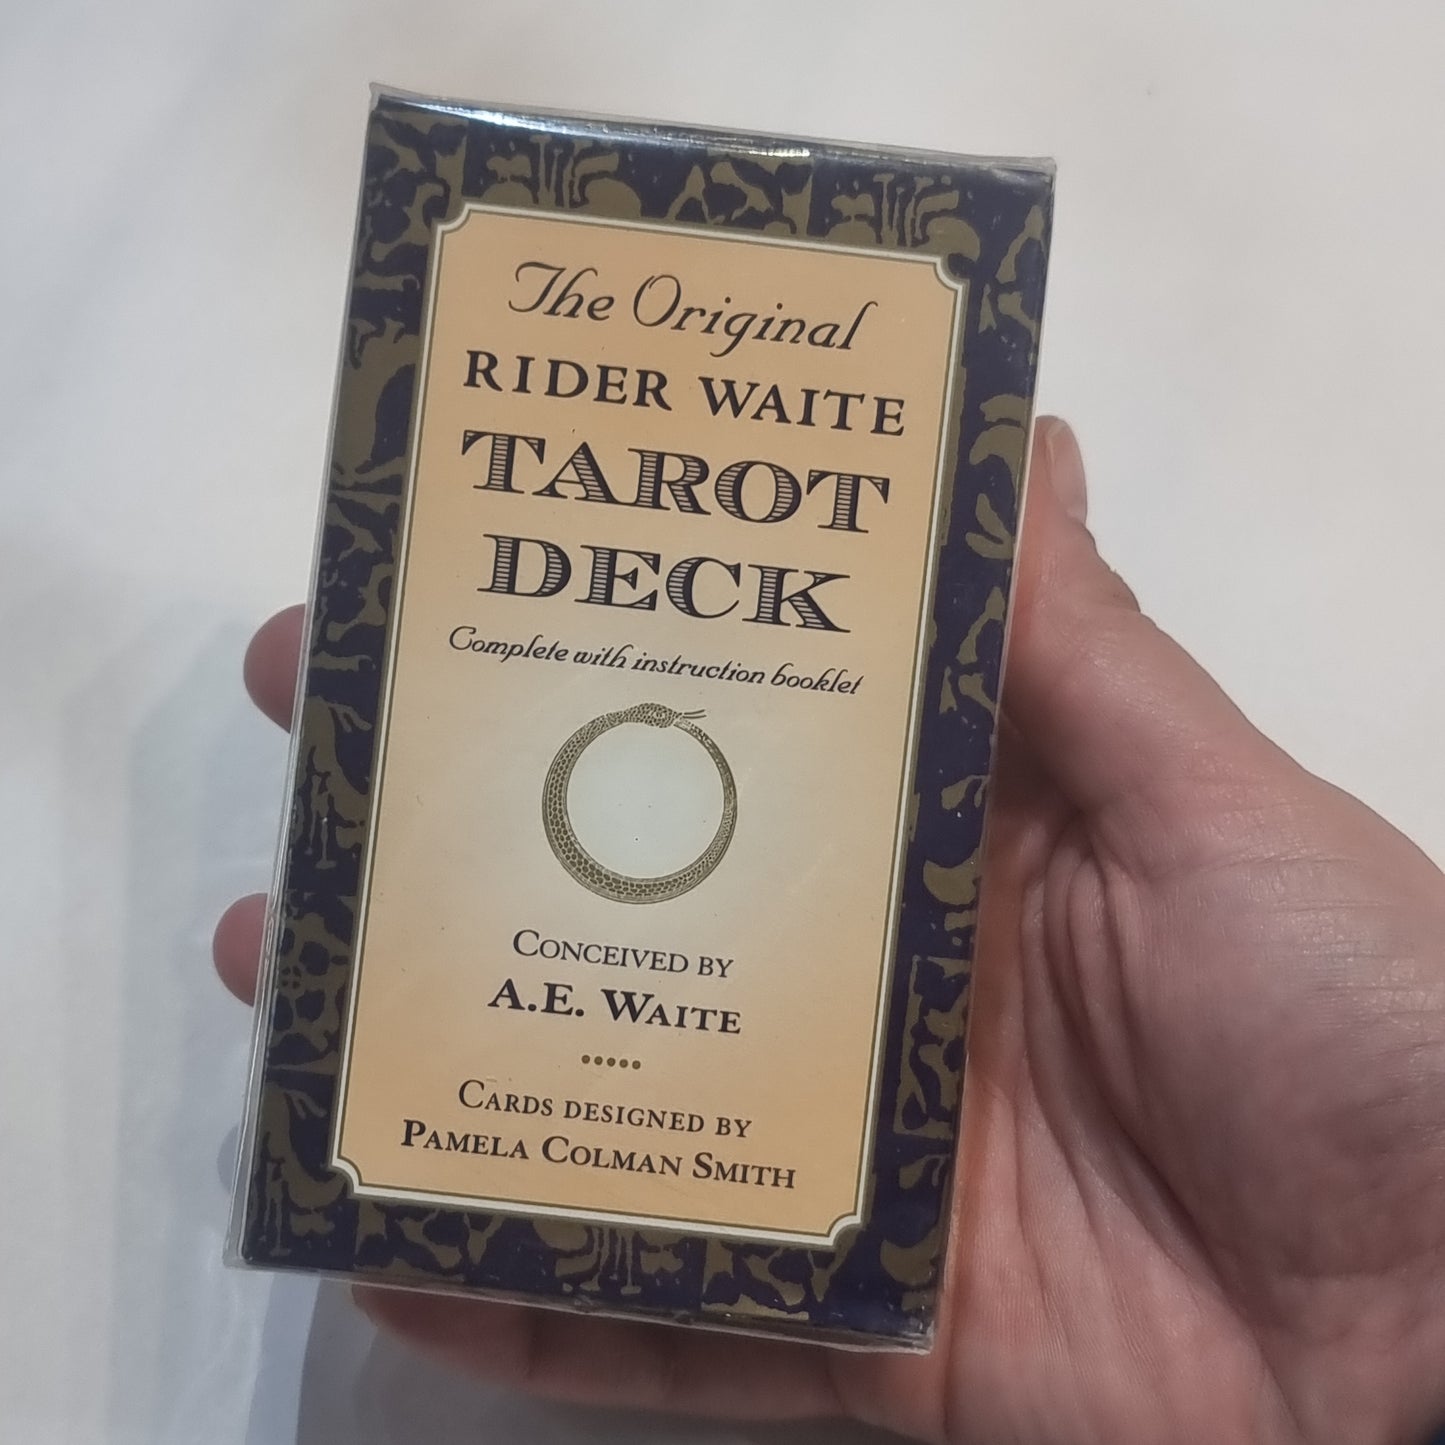 The Original
RIDER WAITE
TAROT
DECK
Complete with instruction booklet
CONCEIVED BY
A.E. WAITE
CARDS DESIGNED BY
PAMELA COLMAN SMITH